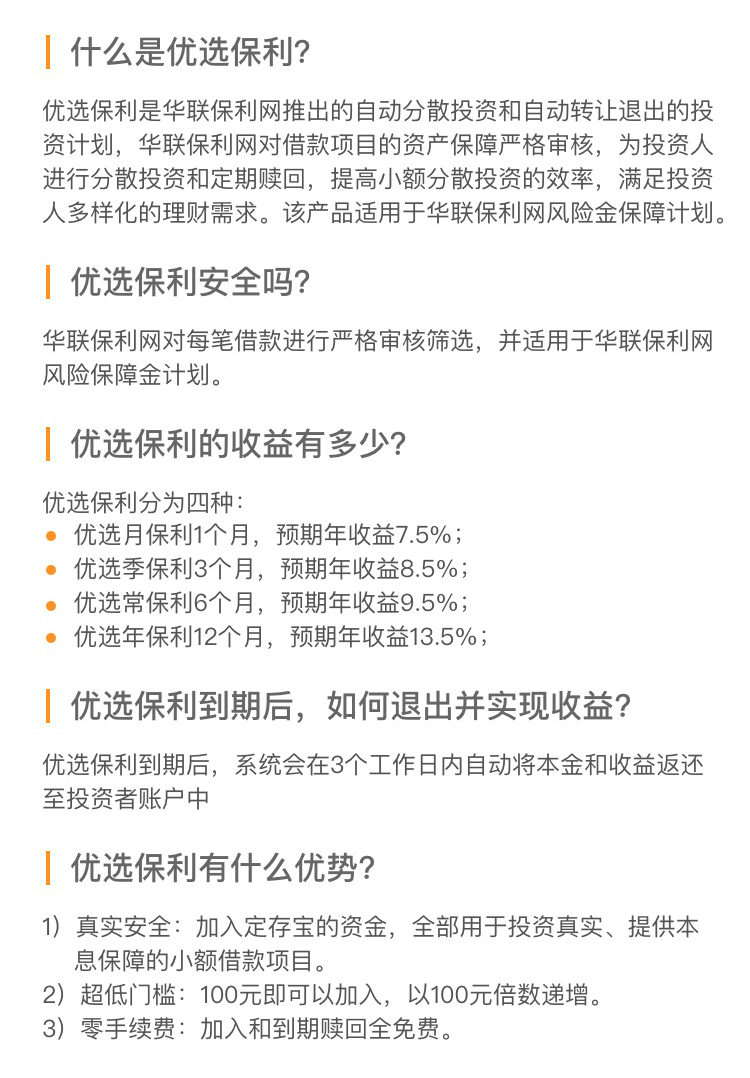 什么是优选保利？
优选保利是华联保利网推出的自动分散投资和自动转让退出的投
资计划，华联保利网对借款项目的资产保障严格审核，为投资人
进行分散投资和定期赎回，提高小额分散投资的效率，满足投资
人多样化的理财需求。该产品适用于华联保利网风险金保障计划。
优选保利安全吗？
华联保利网对每笔借款进行严格审核筛选，并适用于华联保利网
风险保障金计划。
优选保利的收益有多少？
优选保利分为四种：
优选月保利1个月，预期年收益7.5%；
优选季保利3个月，预期年收益8.5%；
优选常保利6个月，预期年收益9.5%；
优选年保利12个月，预期年收益13.5%；
优选保利到期后，如何退出并实现收益？
优选保利到期后，系统会在3个工作日内自动将本金和收益返还
至投资者账户中
优选保利有什么优势？
1）真实安全：加入定存宝的资金，全部用于投资真实、提供本
息保障的小额借款项目。
2）超低门槛：100元即可以加入，以100元倍数递增。
3）零手续费：加入和到期赎回全免费。